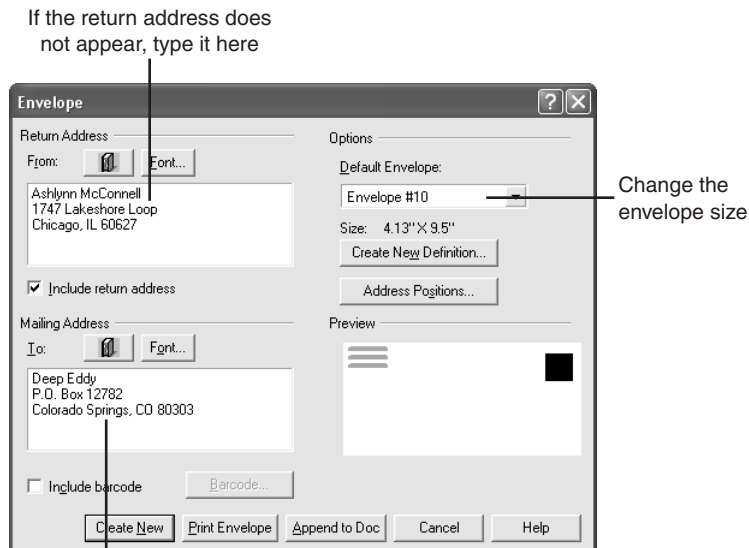 If the return address does
not appear, type it here
Envelope
Return Address
From: Font...
Ashlynn McConnell
1747 Lakeshore Loop
Chicago, IL 60627
Include return address
Mailing Address
To: Font...
Deep Eddy
P.O. Box 12782
Colorado Springs, CO 80303
Include barcode Barcode...
Options
Default Envelope:
Envelope #10
Size: 4.13" X 9.5"
Create New Definition...
Address Positions...
Preview
Change the
envelope size
Create New Print Envelope Append to Doc Cancel Help